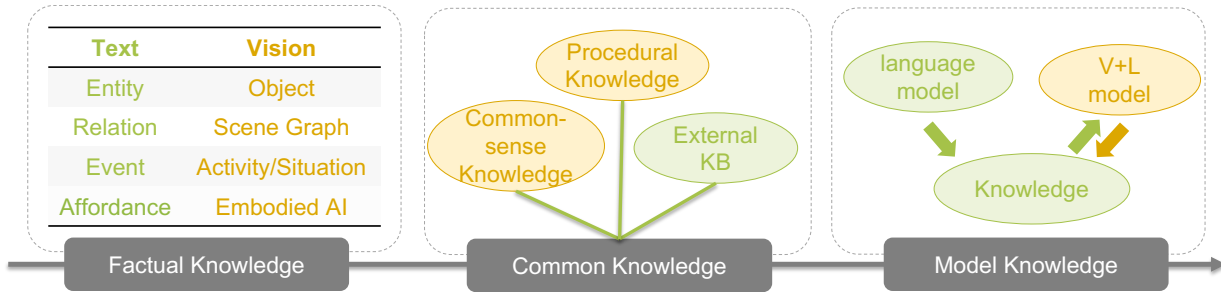 Text Vision
Entity Object
Relation Scene Graph
Event Activity/Situation
Affordance Embodied AI
Factual Knowledge
Procedural
Knowledge
Common-
sense
Knowledge
External
KB
Common Knowledge
language
model
V+L
model
Knowledge
Model Knowledge